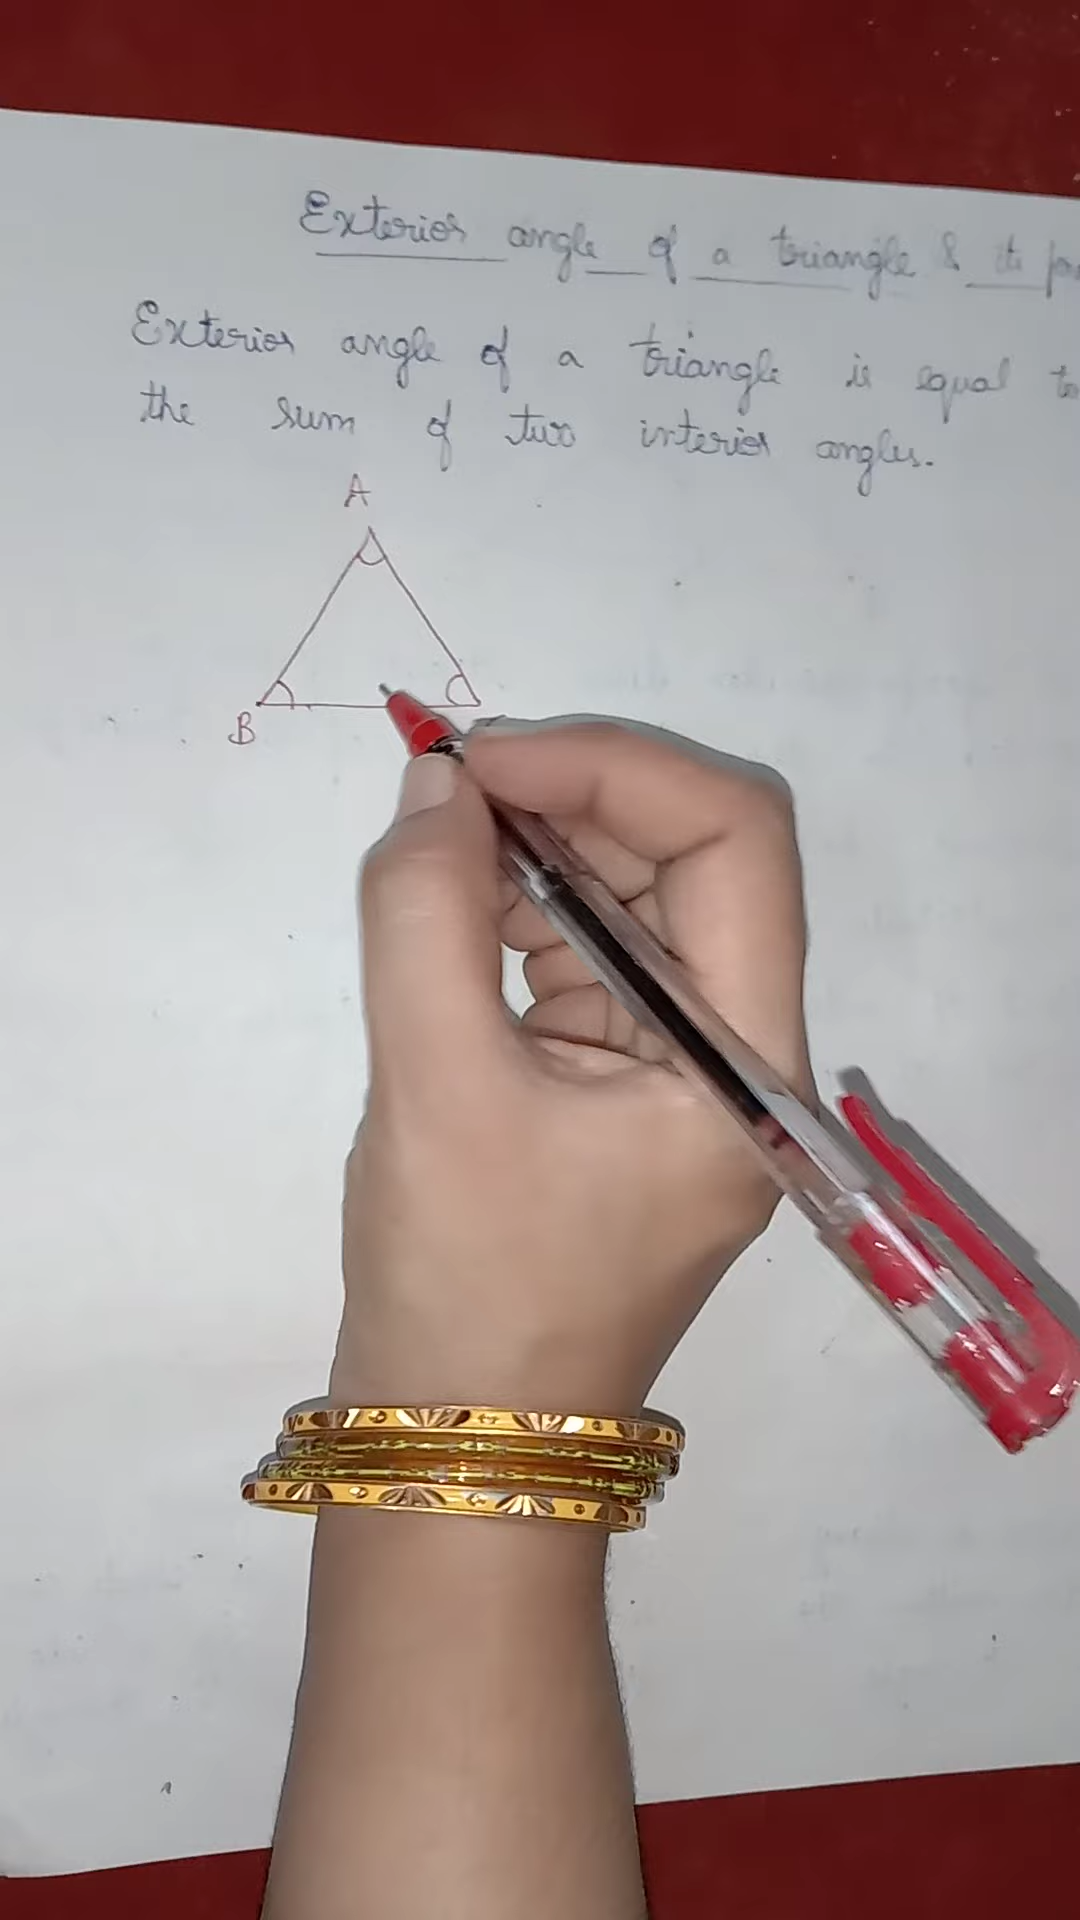 Exterior angle of a triangle & its
Exterior angle of a triangle is equal to
the sum of two interior angles.
A
B